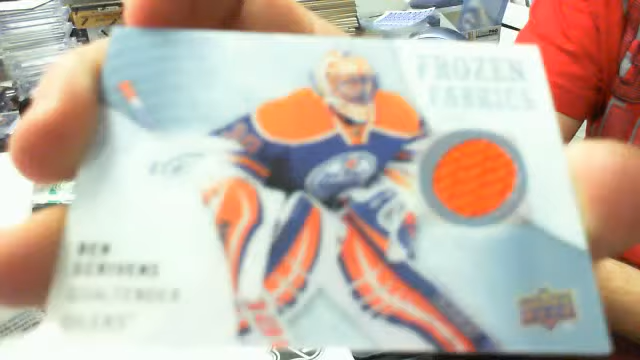 FROZEN
FABRICS
BEN
SCRIVENS
GOALTENDER
OILERS